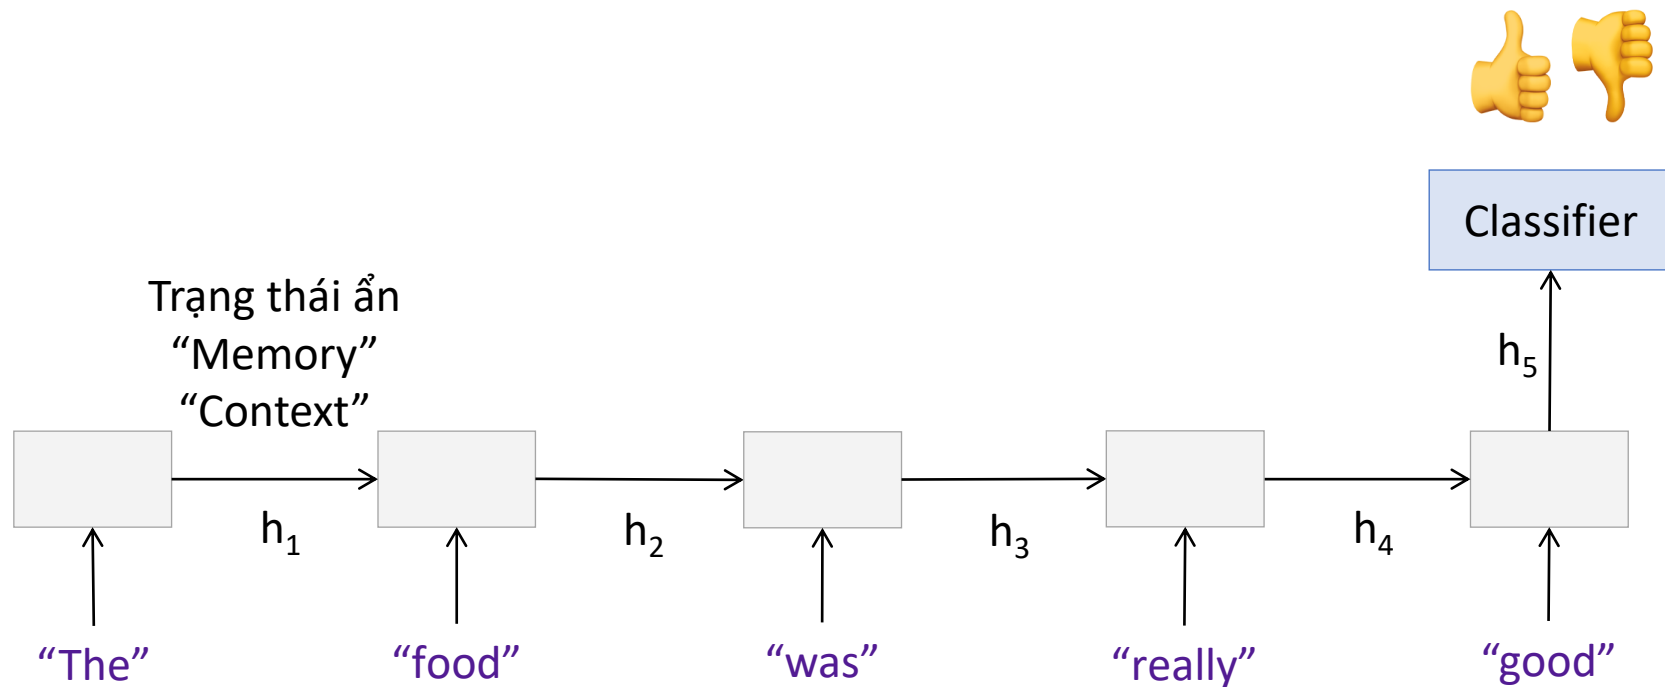 Classifier
Trạng thái ẩn
“Memory”
“Context”
h₅
h₁
h₂
h₃
h₄
“The”
“food”
“was”
“really”
“good”